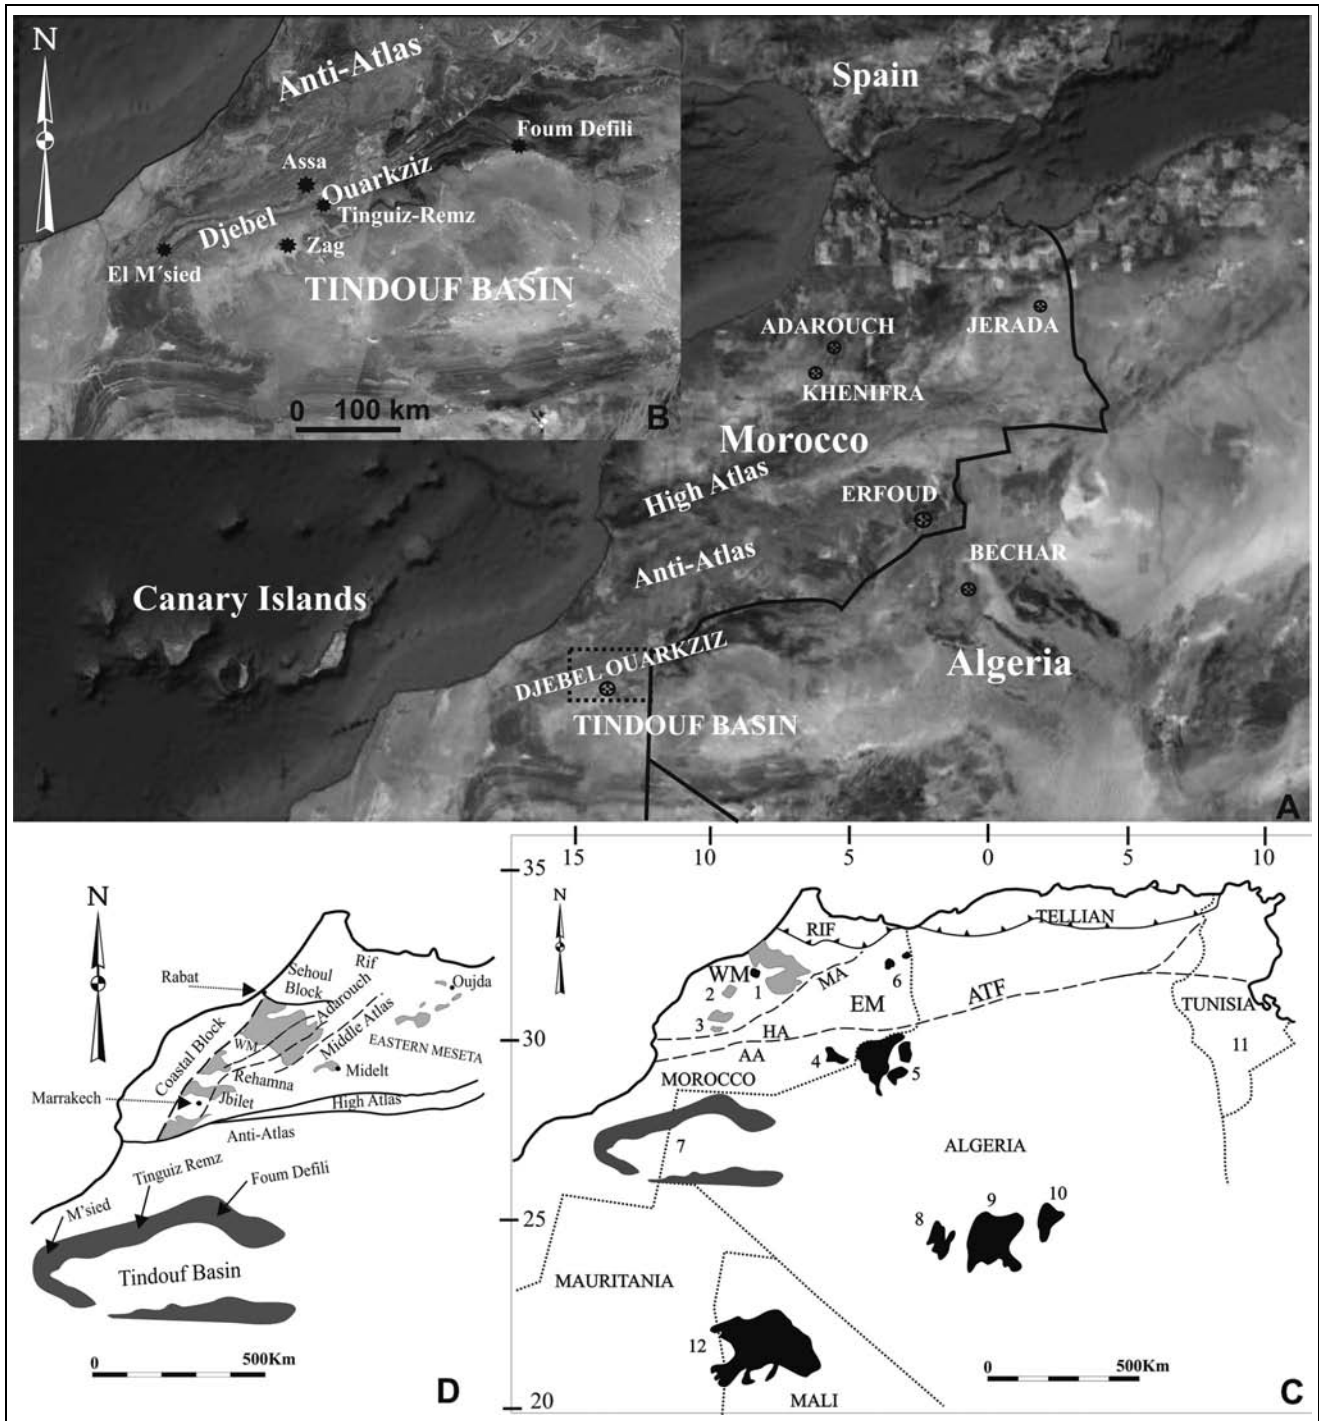 N
Anti-Atlas
Foum Defili
Assa
Ouarkziz
Djebel
Tinguiz-Remz
Zag
El M´sied
TINDOUF BASIN
0 100 km
B
Spain
ADAROUCH
JERADA
KHENIFRA
Morocco
High Atlas
ERFOUD
Anti-Atlas
BECHAR
Canary Islands
Algeria
DJEBEL OUARKZIZ
TINDOUF BASIN
A
N
Rif
Sehoul
Block
Rabat
Oujda
Adarouch
Middle Atlas
Coastal Block
WM
EASTERN MESETA
Rehamna
Midelt
Marrakech
Jbilet
High Atlas
Anti-Atlas
Tinguiz Remz
Foum Defili
M'sied
Tindouf Basin
0 500Km
D
15 10 5 0 5 10
35
N
RIF
TELLIAN
WM
MA
6
2
1
EM
ATF
TUNISIA
3
30
HA
AA
4
5
11
MOROCCO
7
ALGERIA
25
8
9
10
MAURITANIA
12
0 500Km
MALI
20
C